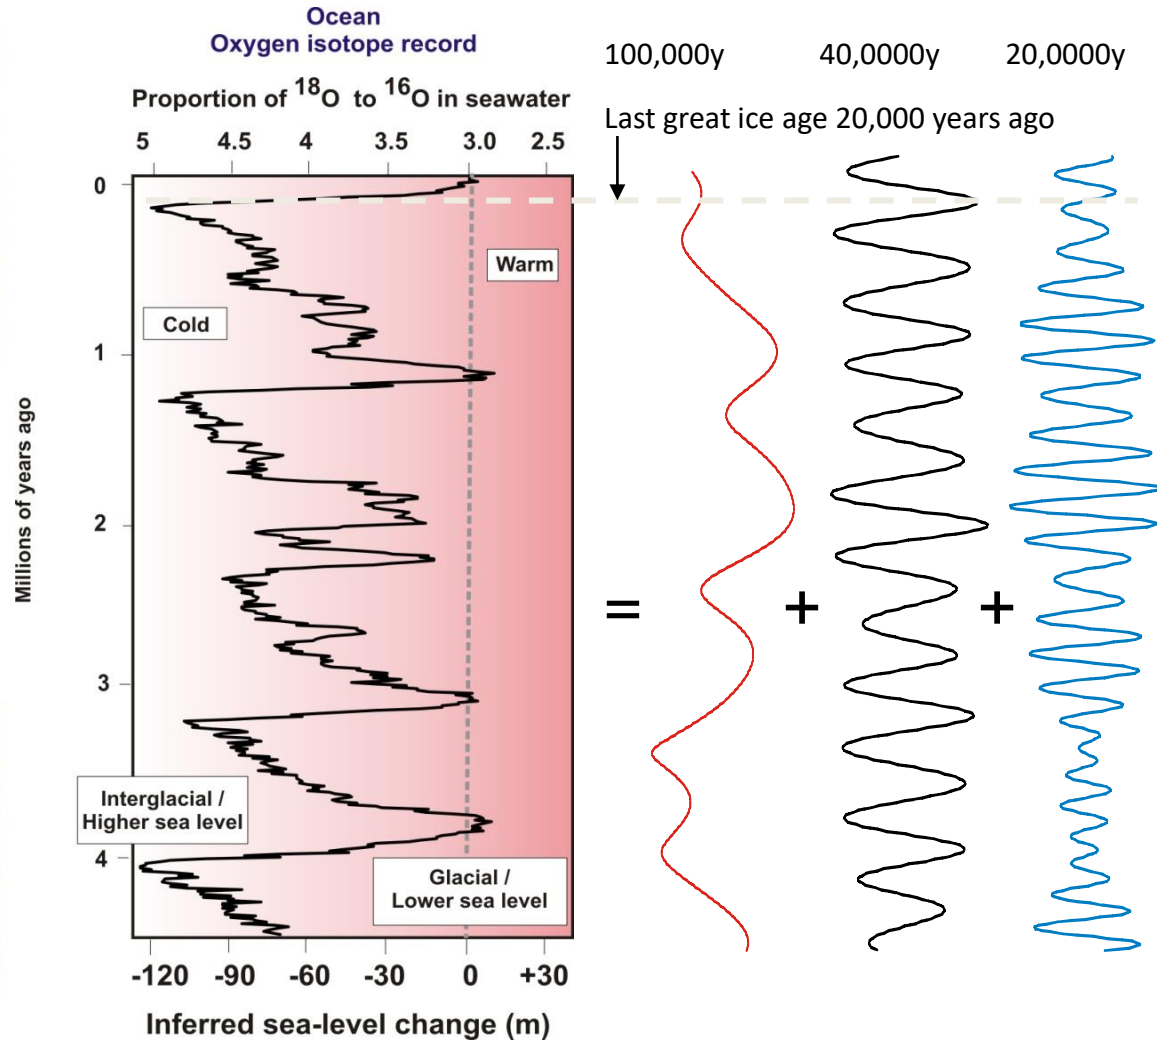 Ocean
Oxygen isotope record
Proportion of 18O to 16O in seawater
5 4.5 4 3.5 3.0 2.5
100,000y 40,0000y 20,0000y
Last great ice age 20,000 years ago
Millions of years ago
0
1
2
3
4
Warm
Cold
= + +
Interglacial /
Higher sea level
Glacial /
Lower sea level
-120 -90 -60 -30 0 +30
Inferred sea-level change (m)